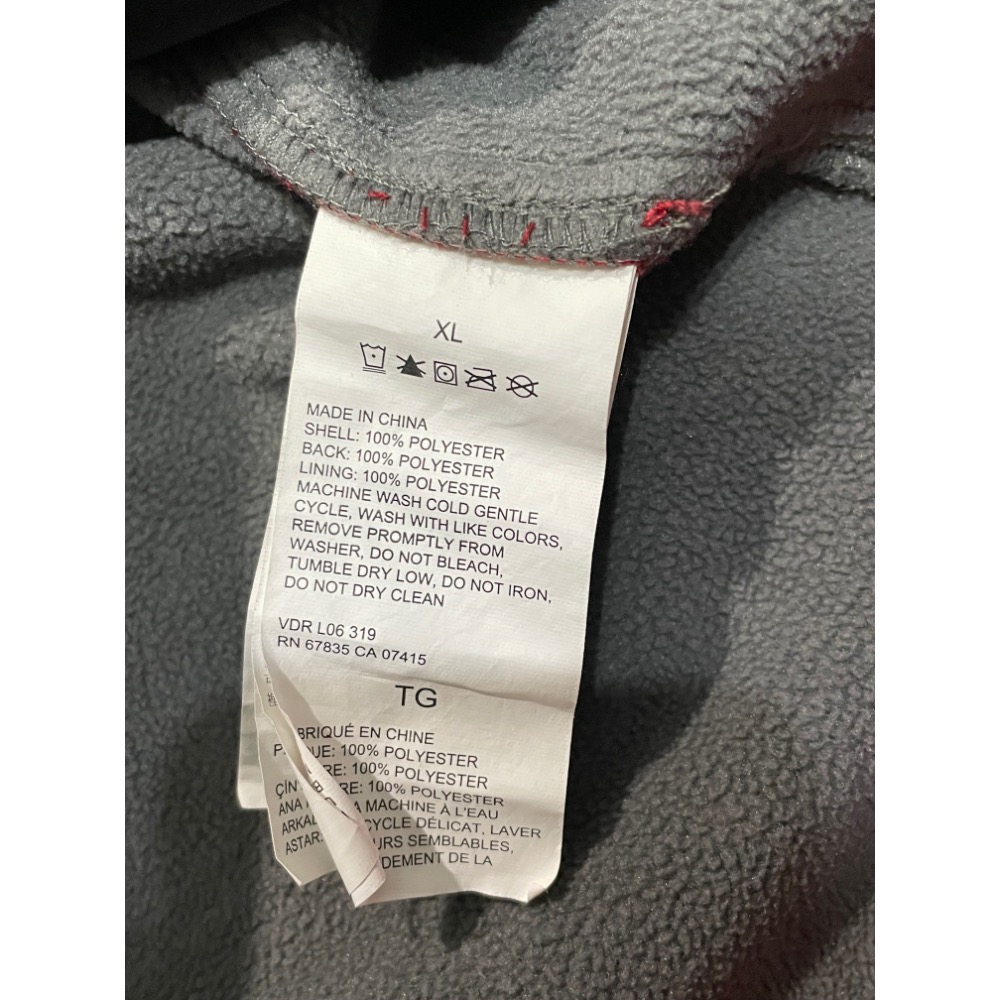 XL
MADE IN CHINA
SHELL: 100% POLYESTER
BACK: 100% POLYESTER
LINING: 100% POLYESTER
MACHINE WASH COLD GENTLE
CYCLE, WASH WITH LIKE COLORS,
REMOVE PROMPTLY FROM
WASHER, DO NOT BLEACH,
TUMBLE DRY LOW, DO NOT IRON,
DO NOT DRY CLEAN
VDR L06 319
RN 67835 CA 07415
TG
EN CHINE
100% POLYESTER
100% POLYESTER
100% POLYESTER
MACHINE À L'EAU
CYCLE DÉLICAT, LAVER
SEMBLABLES,
DE LA
ANA